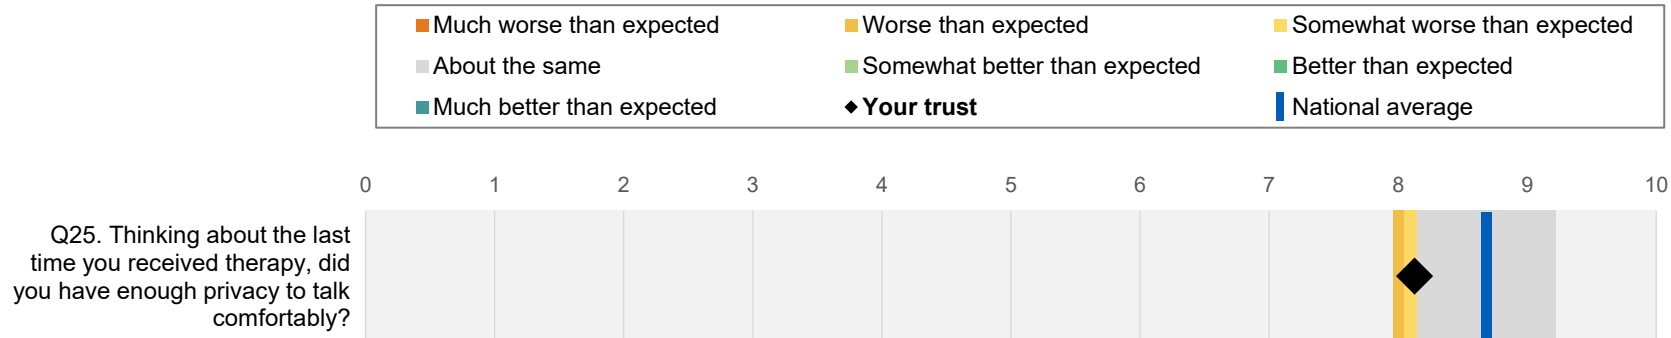 Much worse than expected
Worse than expected
Somewhat worse than expected
About the same
Somewhat better than expected
Better than expected
Much better than expected
Your trust
National average
0 1 2 3 4 5 6 7 8 9 10
Q25. Thinking about the last
time you received therapy, did
you have enough privacy to talk
comfortably?